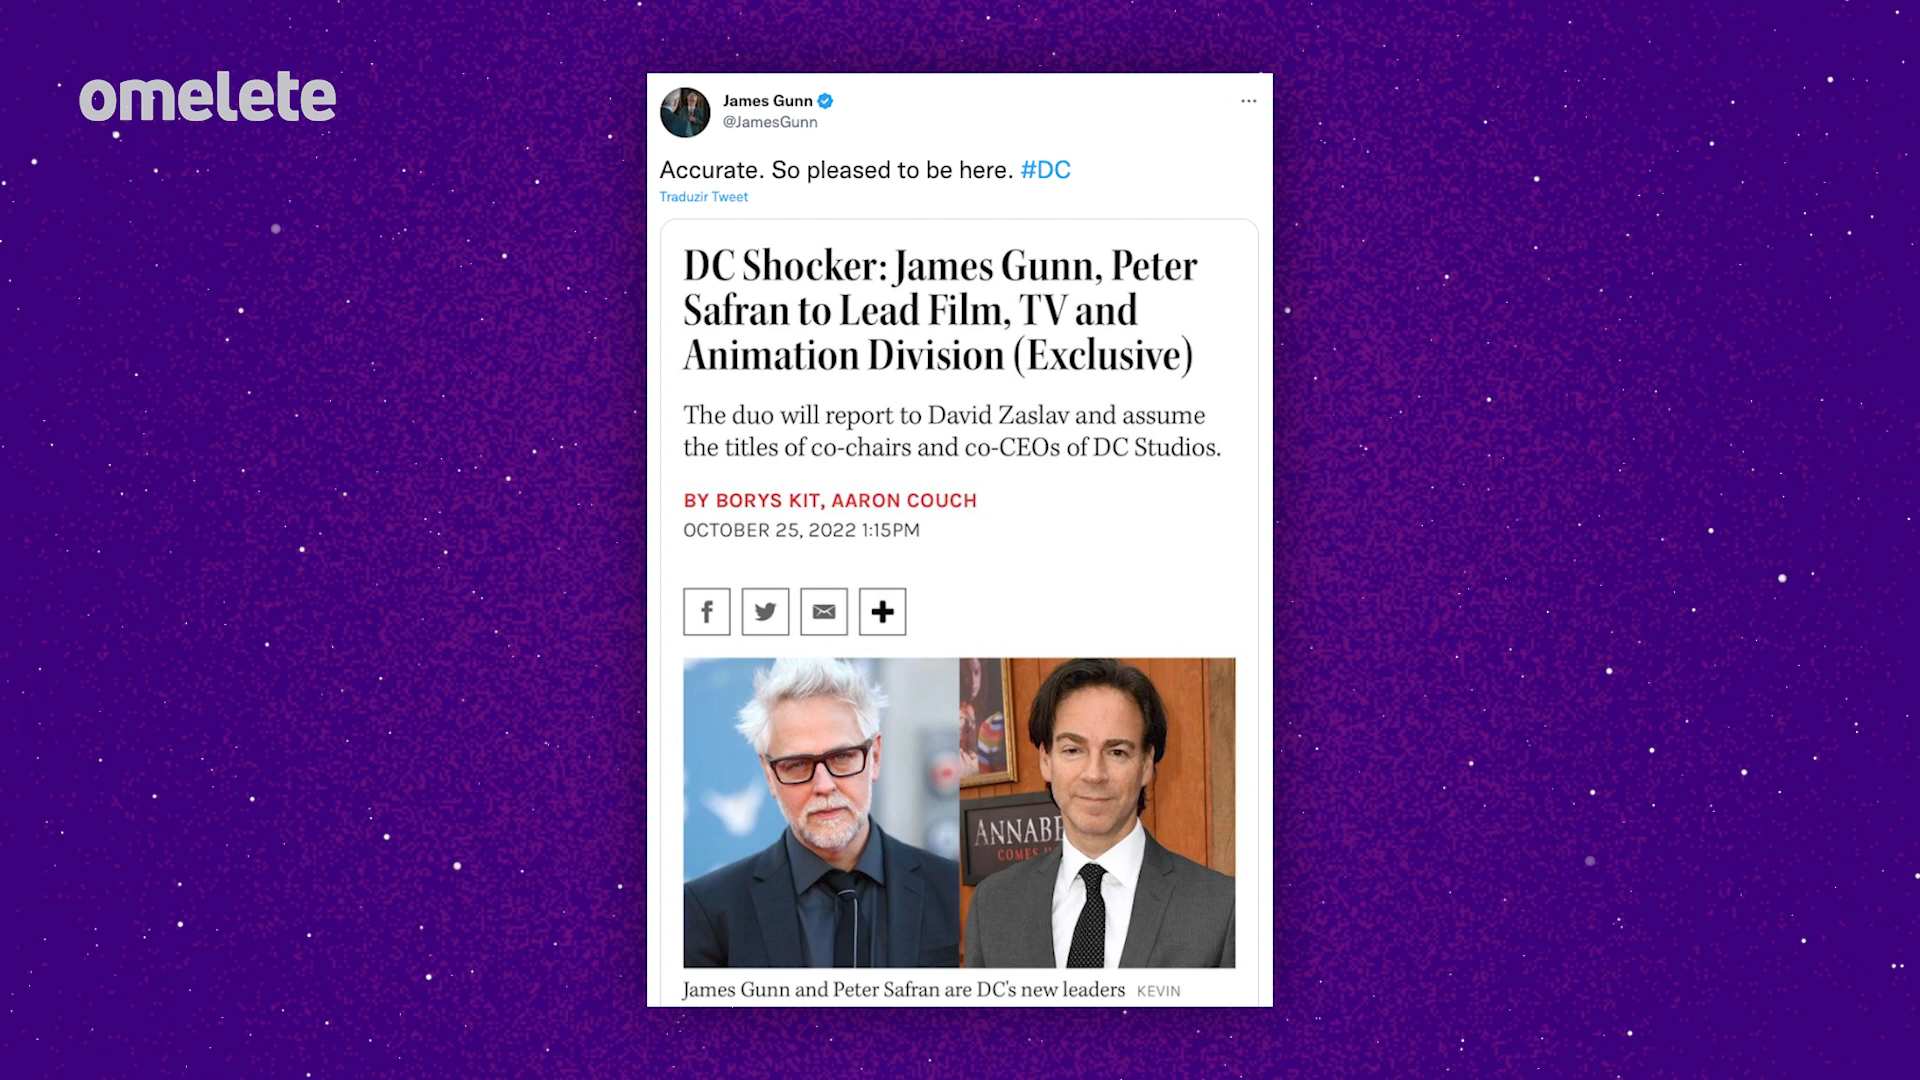 omelete
James Gunn
@JamesGunn
Accurate. So pleased to be here. #DC
Traduzir Tweet
DC Shocker: James Gunn, Peter
Safran to Lead Film, TV and
Animation Division (Exclusive)
The duo will report to David Zaslav and assume
the titles of co-chairs and co-CEOs of DC Studios.
BY BORYS KIT, AARON COUCH
OCTOBER 25, 2022 1:15PM
ANNABE
COMES
James Gunn and Peter Safran are DC's new leaders KEVIN